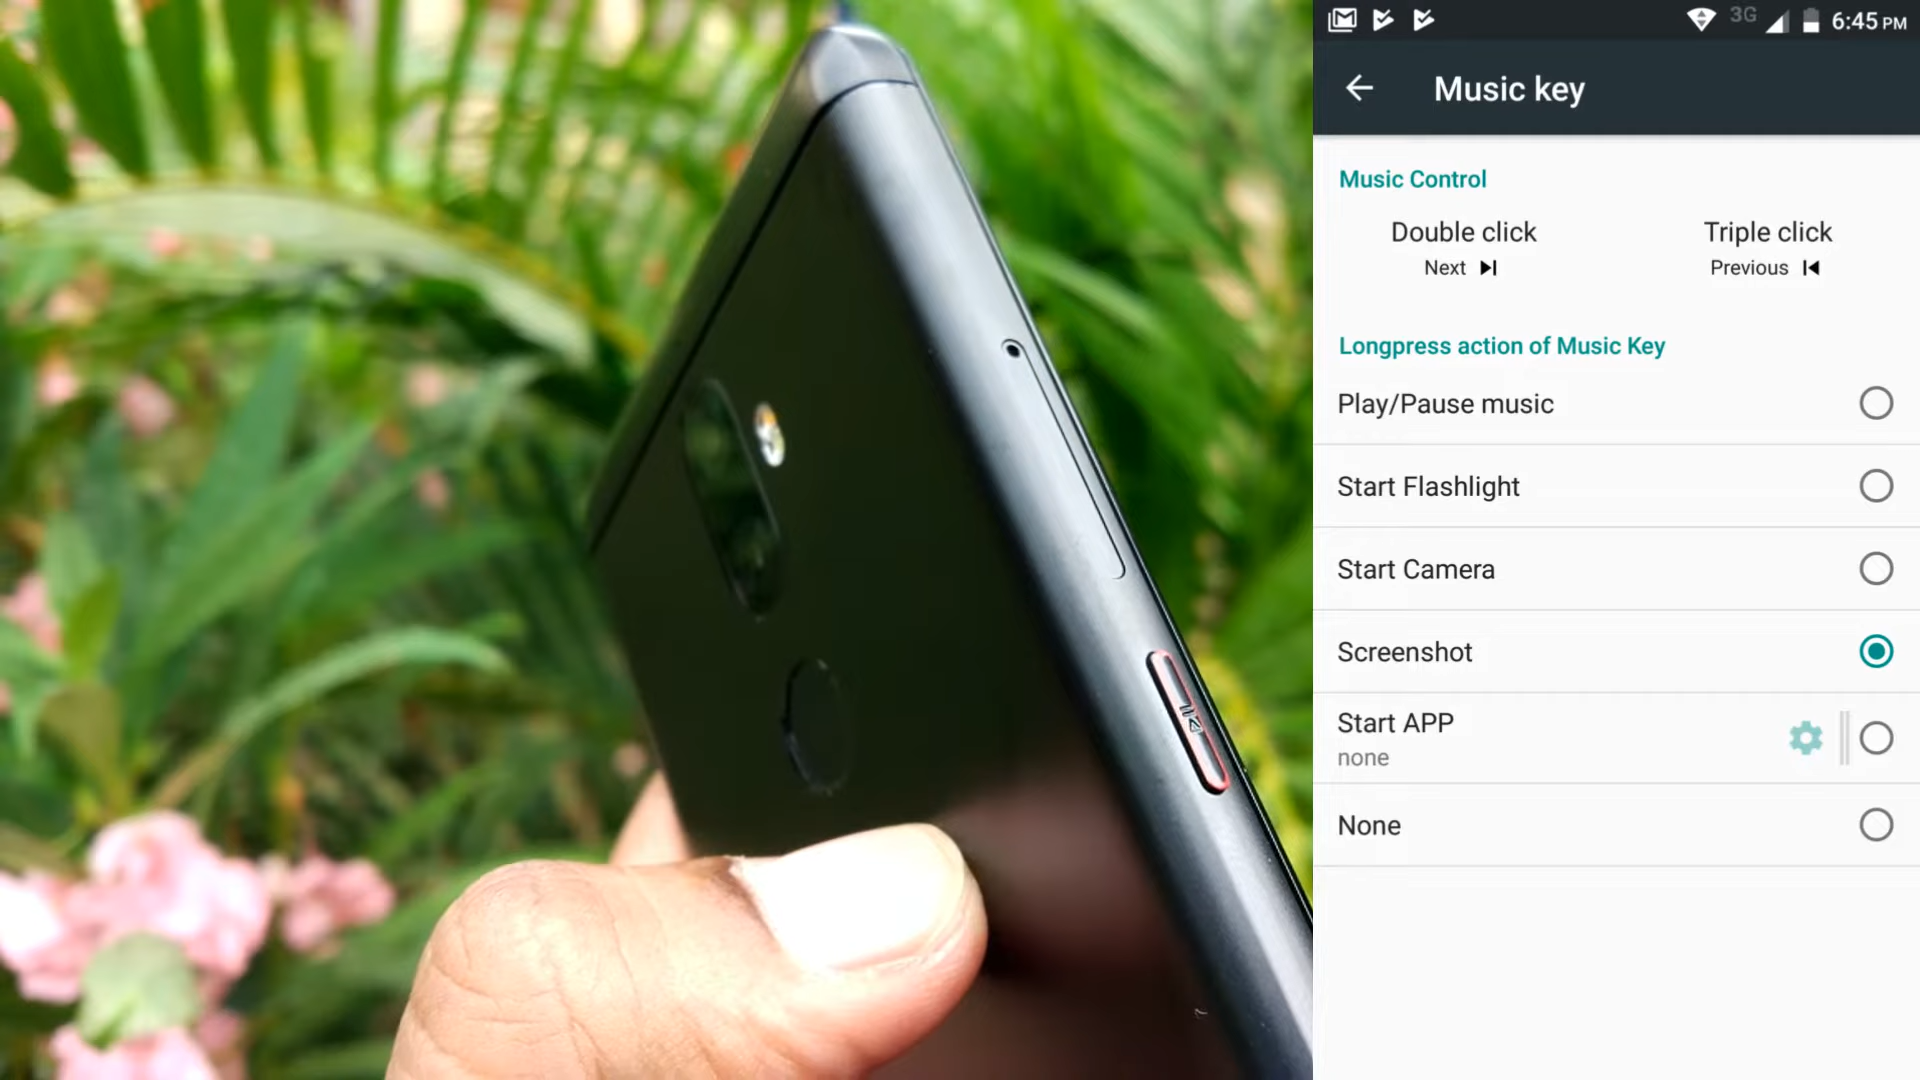 3G 6:45 PM
Music key
Music Control
Double click Triple click
Next Previous
Longpress action of Music Key
Play/Pause music
Start Flashlight
Start Camera
Screenshot
Start APP
none
None